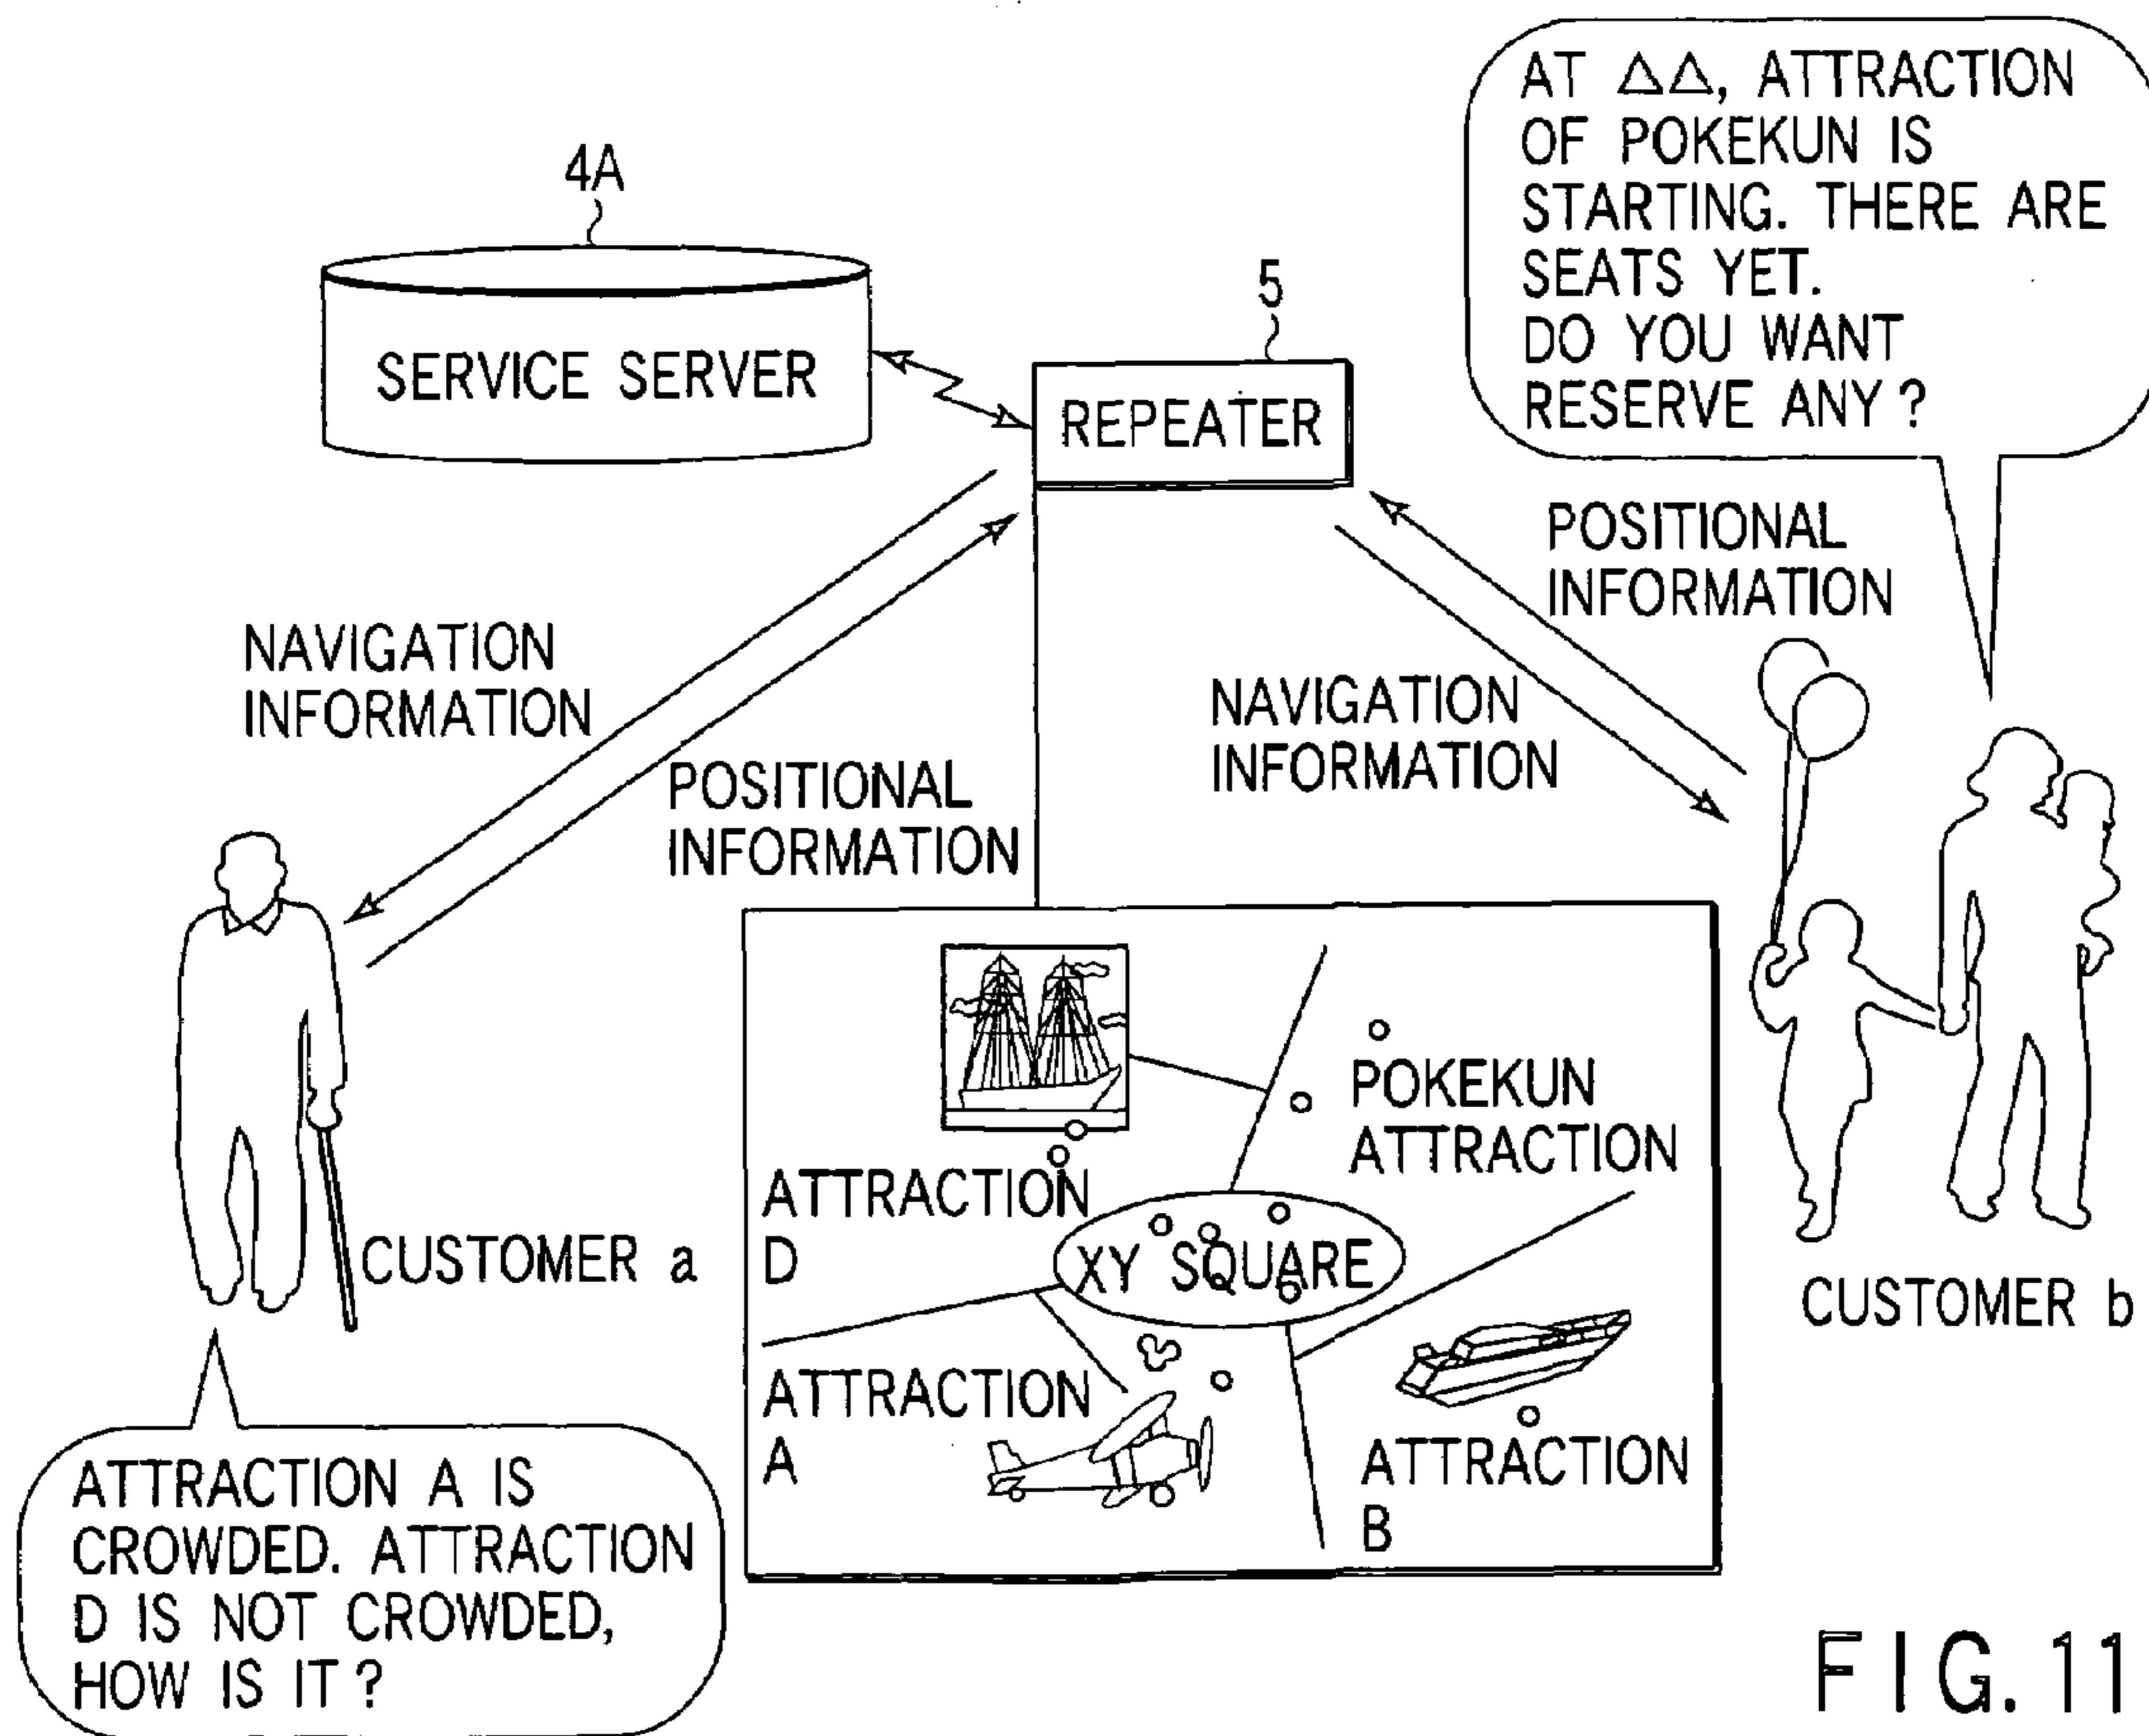 4A
SERVICE SERVER
5
REPEATER
AT ΔΔ, ATTRACTION
OF POKEKUN IS
STARTING. THERE ARE
SEATS YET.
DO YOU WANT
RESERVE ANY?
NAVIGATION
INFORMATION
POSITIONAL
INFORMATION
NAVIGATION
INFORMATION
POSITIONAL
INFORMATION
CUSTOMER a
CUSTOMER b
POKEKUN
ATTRACTION
ATTRACTION
D
XY SQUARE
ATTRACTION
A
ATTRACTION
B
ATTRACTION A IS
CROWDED. ATTRACTION
D IS NOT CROWDED,
HOW IS IT?
FIG. 11